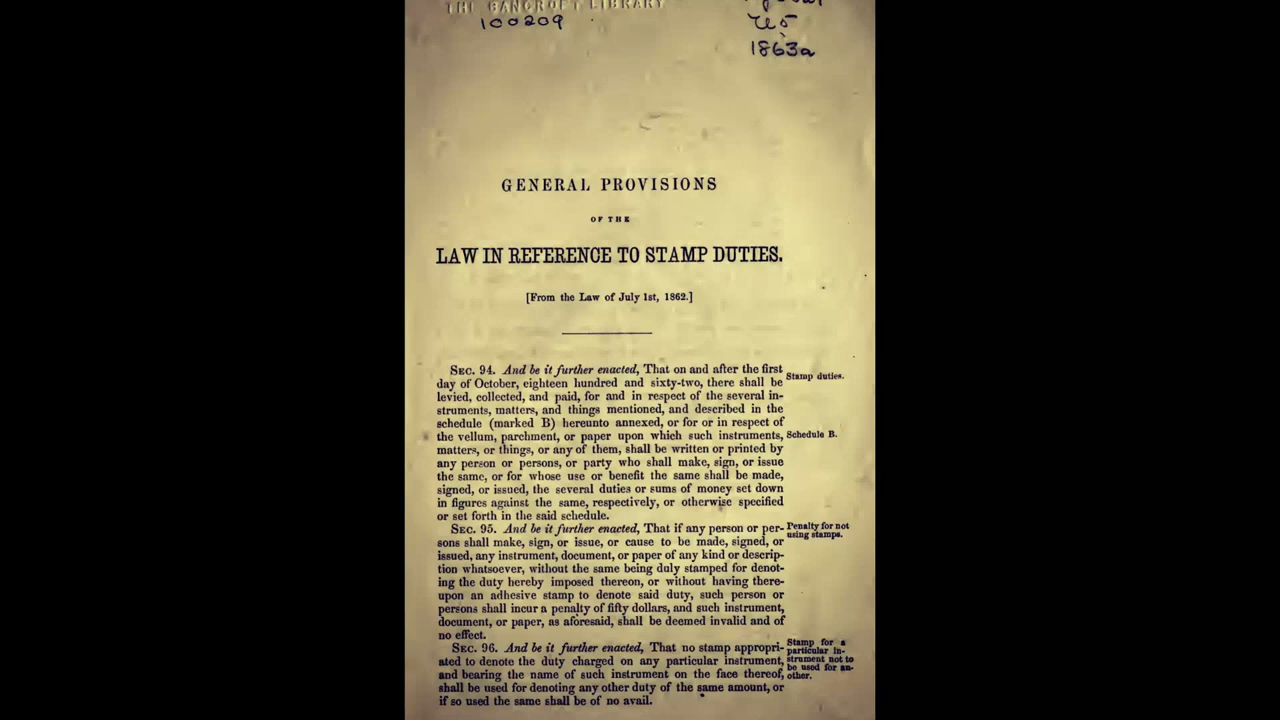 THE BANCROFT LIBRARY
100209
U5
1863a
GENERAL PROVISIONS
OF THE
LAW IN REFERENCE TO STAMP DUTIES.
[From the Law of July 1st, 1862.]
SEC. 94. And be it further enacted, That on and after the first
day of October, eighteen hundred and sixty-two, there shall be
levied, collected, and paid, for and in respect of the several in-
struments, matters, and things mentioned, and described in the
schedule (marked B) hereunto annexed, or for or in respect of
the vellum, parchment, or paper upon which such instruments,
matters, or things, or any of them, shall be written or printed by
any person or persons, or party who shall make, sign, or issue
the same, or for whose use or benefit the same shall be made,
signed, or issued, the several duties or sums of money set down
in figures against the same, respectively, or otherwise specified
or set forth in the said schedule.
Stamp duties.
Schedule B.
SEC. 95. And be it further enacted, That if any person or per-
sons shall make, sign, or issue, or cause to be made, signed, or
issued, any instrument, document, or paper of any kind or descrip-
tion whatsoever, without the same being duly stamped for denot-
ing the duty hereby imposed thereon, or without having there-
upon an adhesive stamp to denote said duty, such person or
persons shall incur a penalty of fifty dollars, and such instrument,
document, or paper, as aforesaid, shall be deemed invalid and of
no effect.
Penalty for not
using stamps.
SEC. 96. And be it further enacted, That no stamp appropri-
ated to denote the duty charged on any particular instrument,
and bearing the name of such instrument on the face thereof,
shall be used for denoting any other duty of the same amount, or
if so used the same shall be of no avail.
Stamp for a
particular in-
strument not to
be used for an-
other.